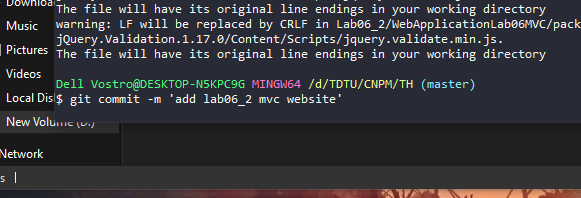 The file will have its original line endings in your working directory
warning: LF will be replaced by CRLF in Lab06_2/WebApplicationLab06MVC/pack
jQuery.Validation.1.17.0/Content/Scripts/jquery.validate.min.js.
The file will have its original line endings in your working directory
Dell Vostro@DESKTOP-N5KPC9G MINGW64 /d/TDTU/CNPM/TH (master)
$ git commit -m 'add lab06_2 mvc website'
Music
Pictures
Videos
Local Dis
New Volume (D:)
Network
s